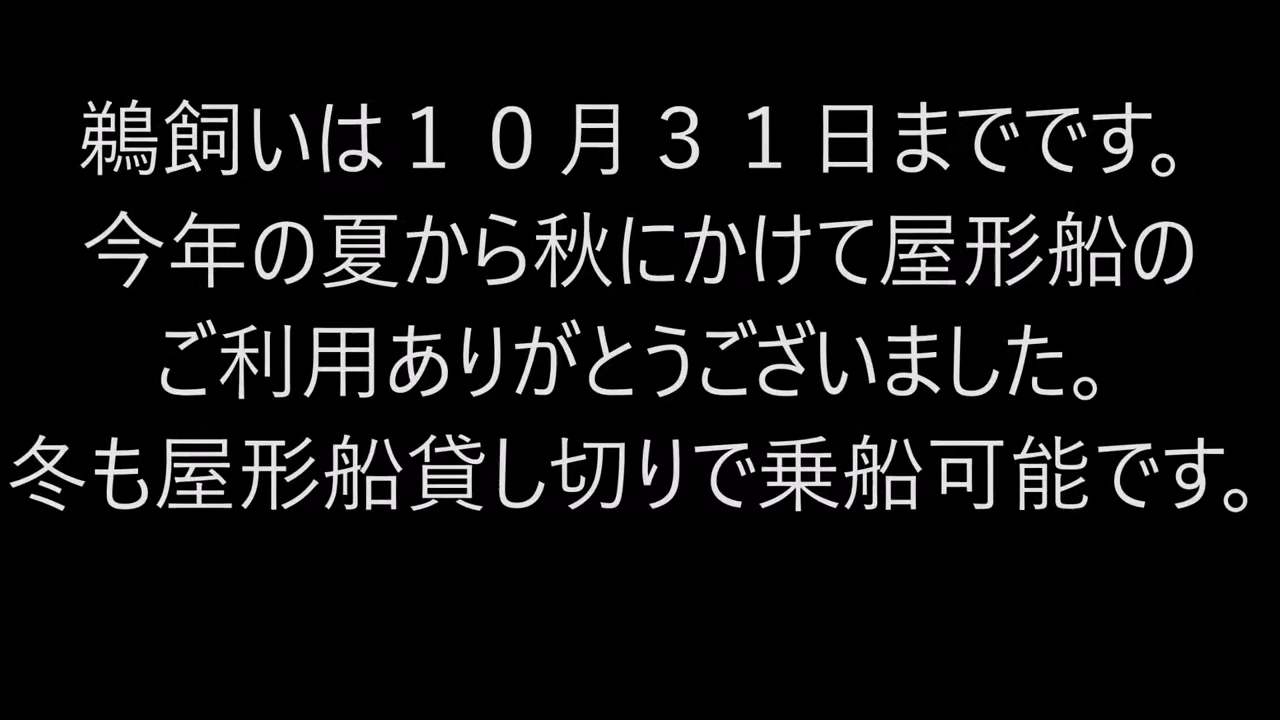 鵜飼いは１０月３１日までです。
今年の夏から秋にかけて屋形船の
ご利用ありがとうございました。
冬も屋形船貸し切りで乗船可能です。